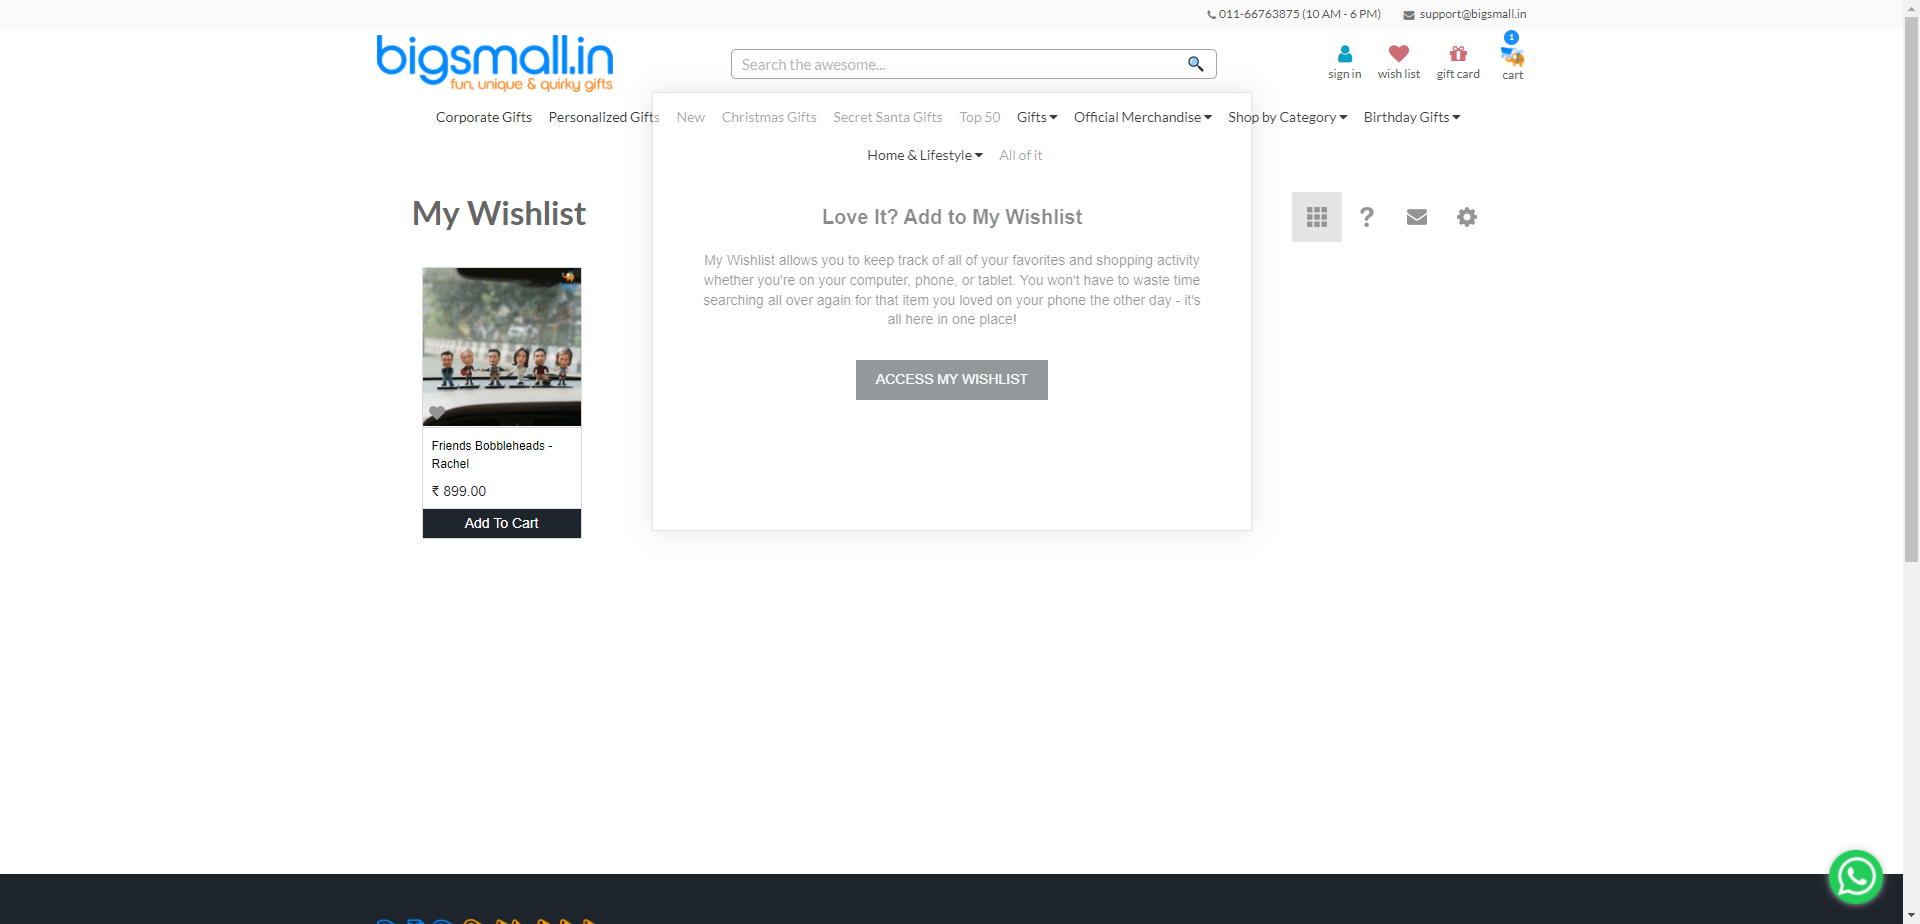 011-66763875 (10 AM - 6 PM) support@bigsmall.in
bigsmall.in
fun, unique & quirky gifts
Search the awesome...
sign in wish list gift card 1 cart
Corporate Gifts Personalized Gifts New Christmas Gifts Secret Santa Gifts Top 50 Gifts Official Merchandise Shop by Category Birthday Gifts
Home & Lifestyle All of it
My Wishlist
Love It? Add to My Wishlist
My Wishlist allows you to keep track of all of your favorites and shopping activity
whether you're on your computer, phone, or tablet. You won't have to waste time
searching all over again for that item you loved on your phone the other day - it's
all here in one place!
ACCESS MY WISHLIST
Friends Bobbleheads -
Rachel
₹ 899.00
Add To Cart